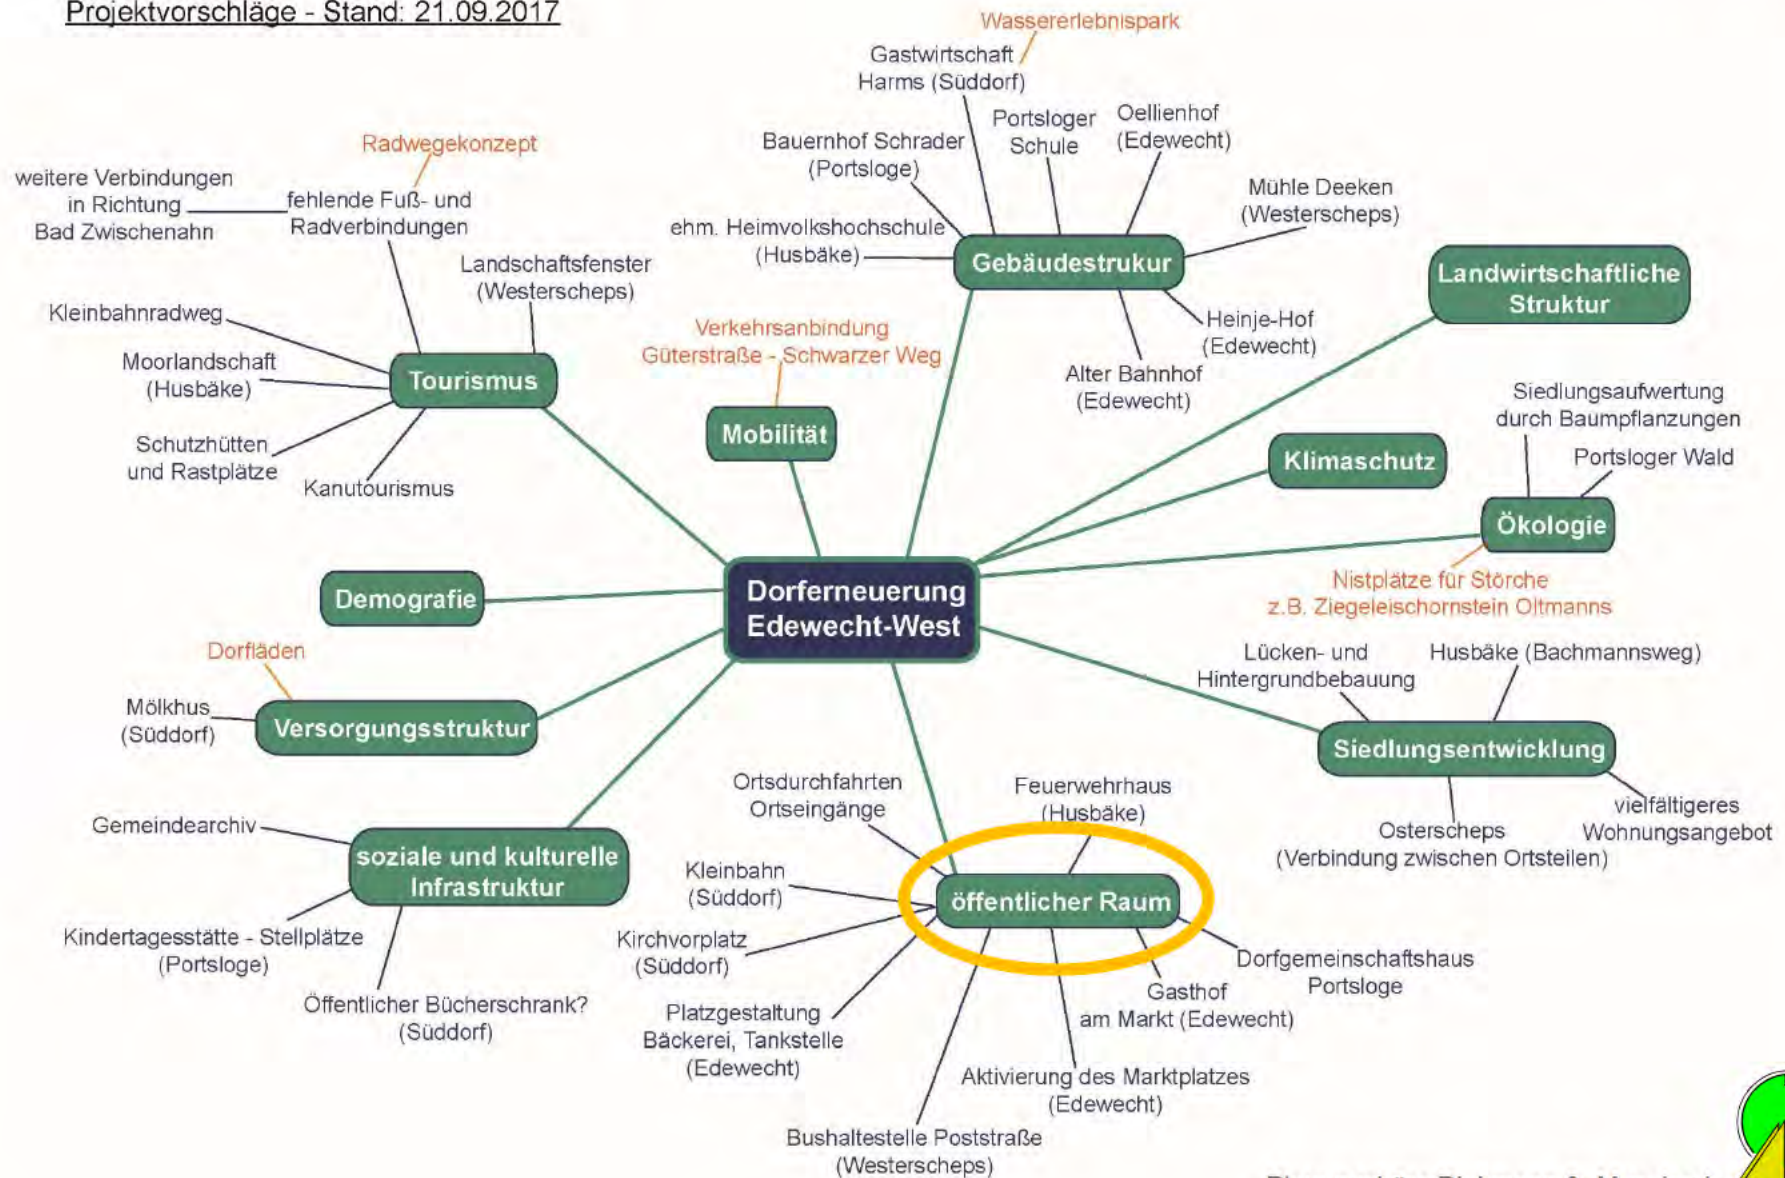 Projektvorschläge - Stand: 21.09.2017
Wassererlebnispark
Gastwirtschaft
Harms (Süddorf)
Portsloger
Schule
Oellienhof
(Edewecht)
Bauernhof Schrader
(Portsloge)
Mühle Deeken
(Westerscheps)
ehm. Heimvolkshochschule
(Husbäke)
Gebäudestrukur
Heinje-Hof
(Edewecht)
Alter Bahnhof
(Edewecht)
Radwegekonzept
weitere Verbindungen
in Richtung
Bad Zwischenahn
fehlende Fuß- und
Radverbindungen
Landschaftsfenster
(Westerscheps)
Kleinbahnradweg
Moorlandschaft
(Husbäke)
Tourismus
Schutzhütten
und Rastplätze
Kanutourismus
Verkehrsanbindung
Güterstraße - Schwarzer Weg
Mobilität
Landwirtschaftliche
Struktur
Klimaschutz
Siedlungsaufwertung
durch Baumpflanzungen
Portsloger Wald
Ökologie
Nistplätze für Störche
z.B. Ziegeleischornstein Oltmanns
Dorferneuerung
Edewecht-West
Demografie
Dorfläden
Mölkhus
(Süddorf)
Versorgungsstruktur
Lücken- und
Hintergrundbebauung
Husbäke (Bachmannsweg)
Siedlungsentwicklung
Osterscheps
(Verbindung zwischen Ortsteilen)
vielfältigeres
Wohnungsangebot
Gemeindearchiv
soziale und kulturelle
Infrastruktur
Kindertagesstätte - Stellplätze
(Portsloge)
Öffentlicher Bücherschrank?
(Süddorf)
Ortsdurchfahrten
Ortseingänge
Feuerwehrhaus
(Husbäke)
Kleinbahn
(Süddorf)
öffentlicher Raum
Kirchvorplatz
(Süddorf)
Dorfgemeinschaftshaus
Portsloge
Platzgestaltung
Bäckerei, Tankstelle
(Edewecht)
Gasthof
am Markt (Edewecht)
Aktivierung des Marktplatzes
(Edewecht)
Bushaltestelle Poststraße
(Westerscheps)